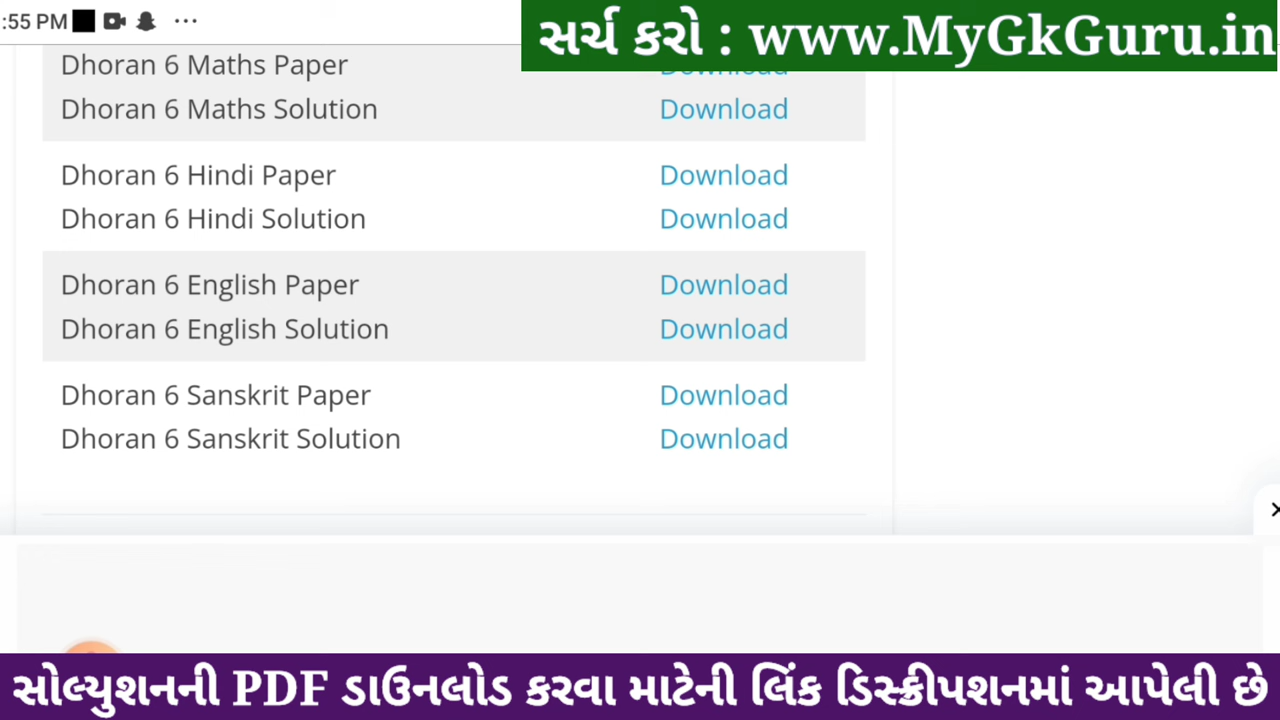 :55 PM ...
સર્ચ કરો : www.MyGkGuru.in
Dhoran 6 Maths Paper Download
Dhoran 6 Maths Solution Download
Dhoran 6 Hindi Paper Download
Dhoran 6 Hindi Solution Download
Dhoran 6 English Paper Download
Dhoran 6 English Solution Download
Dhoran 6 Sanskrit Paper Download
Dhoran 6 Sanskrit Solution Download
સોલ્યુશનની PDF ડાઉનલોડ કરવા માટેની લિંક ડિસ્ક્રીપશનમાં આપેલી છે